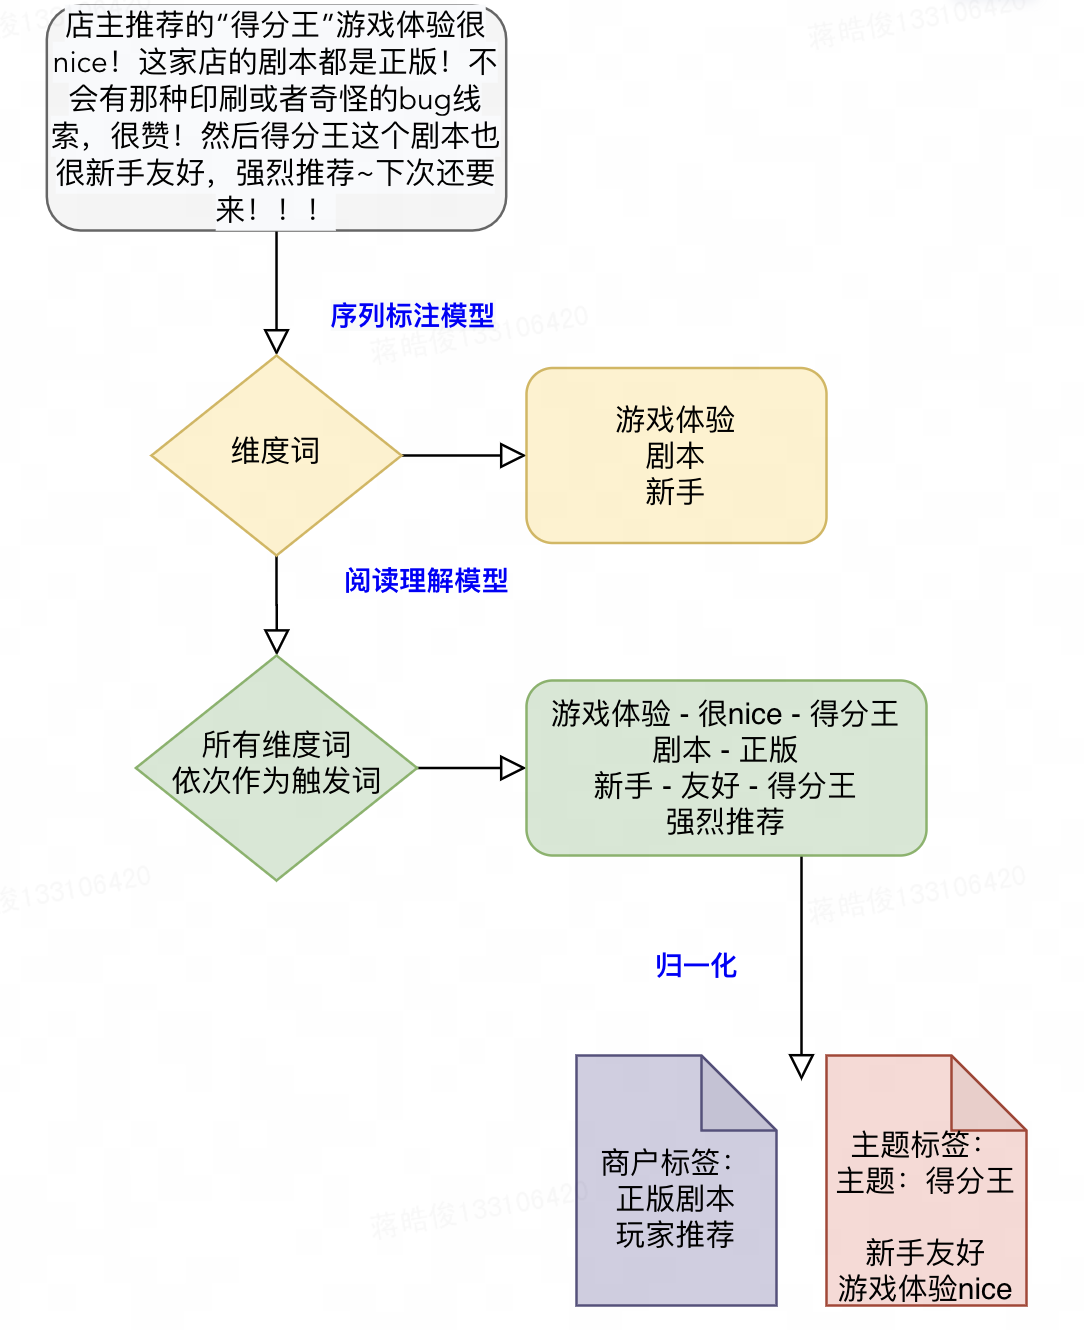 店主推荐的“得分王”游戏体验很
nice！这家店的剧本都是正版！不
会有那种印刷或者奇怪的bug线
索，很赞！然后得分王这个剧本也
很新手友好，强烈推荐~下次还要
来！！！
序列标注模型
维度词
游戏体验
剧本
新手
阅读理解模型
所有维度词
依次作为触发词
游戏体验 - 很nice - 得分王
剧本 - 正版
新手 - 友好 - 得分王
强烈推荐
归一化
商户标签：
正版剧本
玩家推荐
主题标签：
主题：得分王
新手友好
游戏体验nice
蒋皓俊133106420
蒋皓俊133106420
俊133106420
蒋皓俊133106420
蒋皓俊133106420